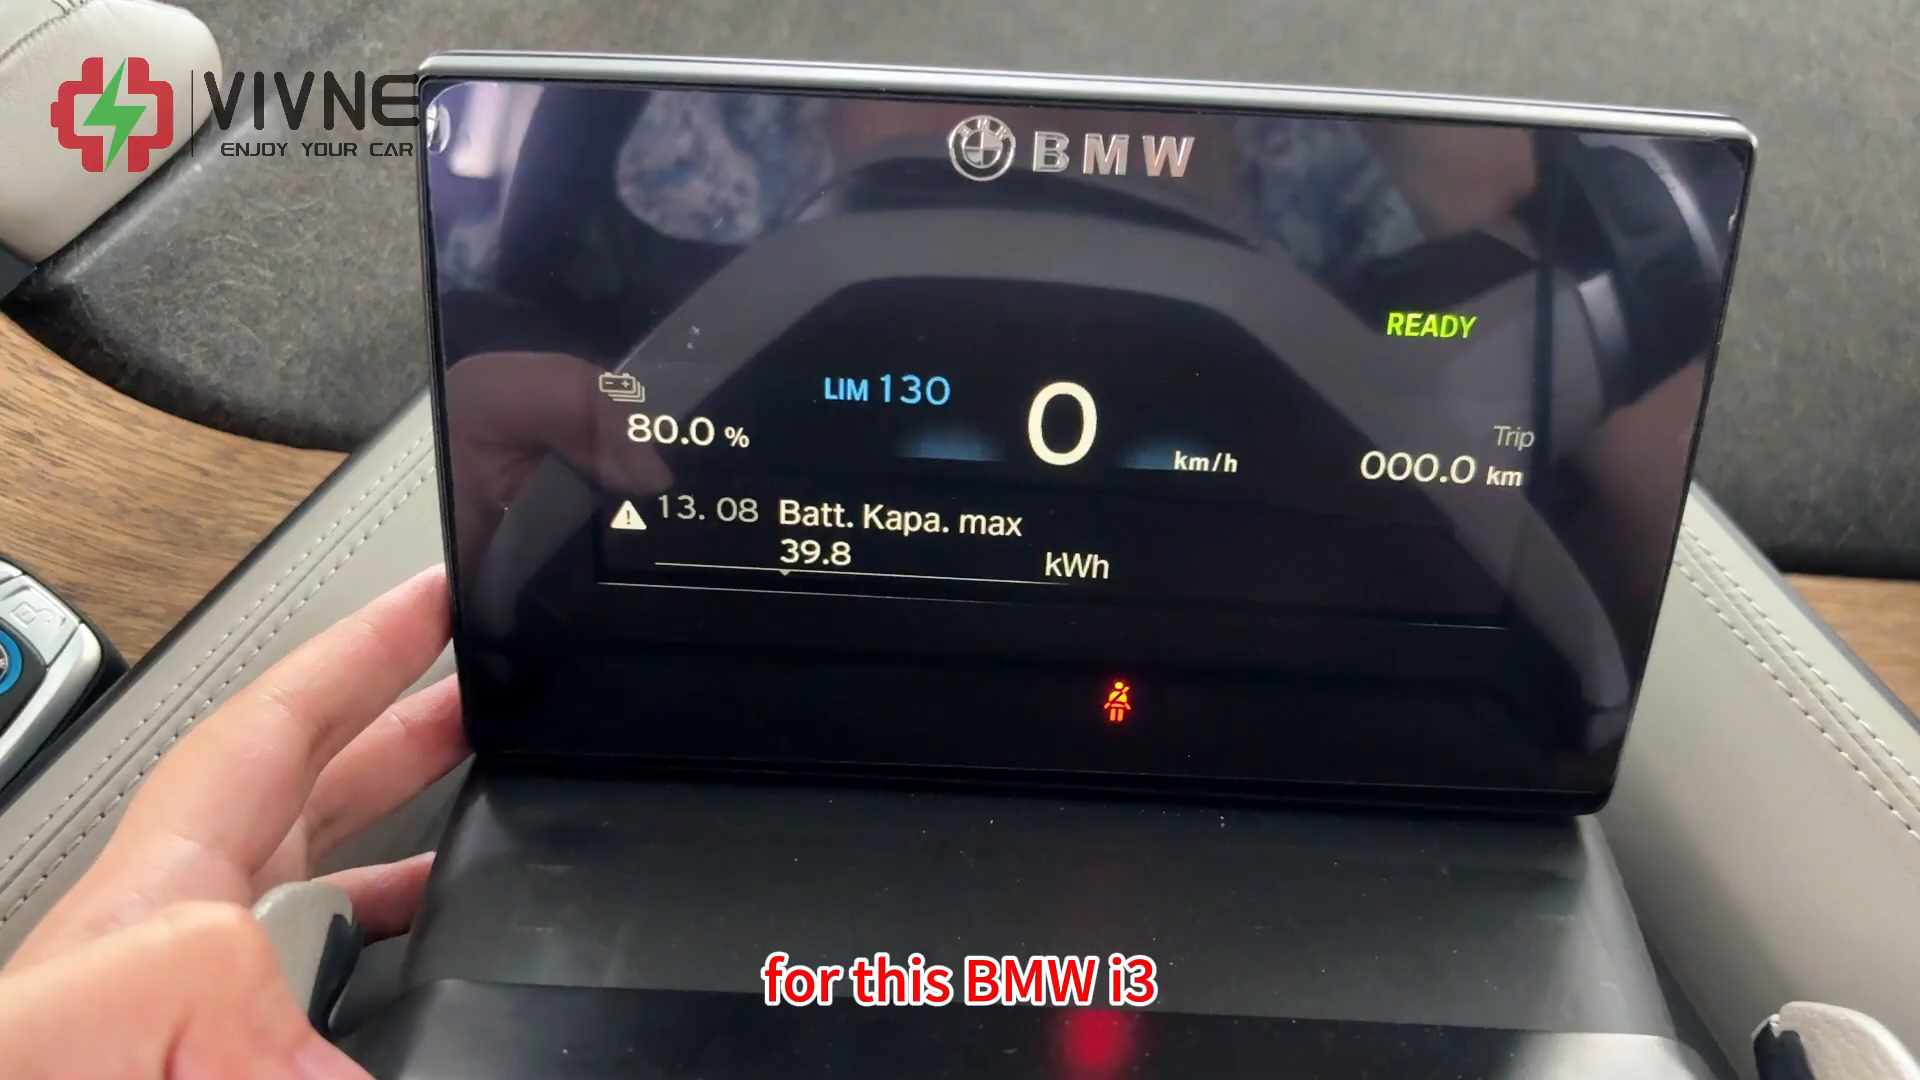 VIVNE
ENJOY YOUR CAR
BMW
READY
LIM 130
0
km/h
80.0 %
Trip
000.0 km
13. 08 Batt. Kapa. max
39.8 kWh
for this BMW i3